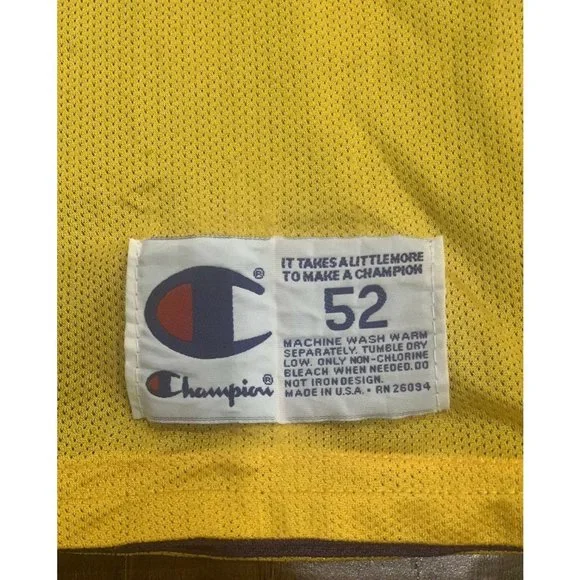 ®
Champion®
IT TAKES A LITTLE MORE
TO MAKE A CHAMPION
52
MACHINE WASH WARM
SEPARATELY. TUMBLE DRY
LOW. ONLY NON-CHLORINE
BLEACH WHEN NEEDED. DO
NOT IRON DESIGN.
MADE IN U.S.A. • RN 26094